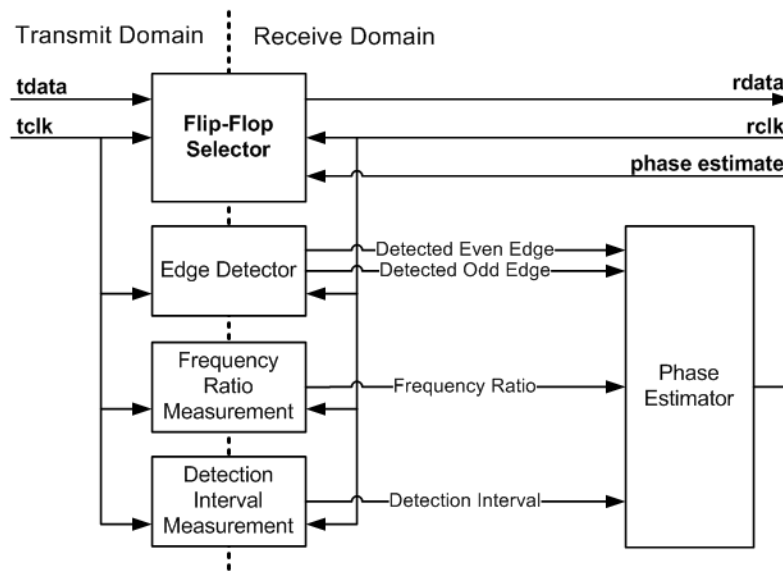 Transmit Domain
Receive Domain
tdata
rdata
tclk
Flip-Flop
Selector
rclk
phase estimate
Edge Detector
Detected Even Edge
Detected Odd Edge
Frequency
Ratio
Measurement
Frequency Ratio
Phase
Estimator
Detection
Interval
Measurement
Detection Interval